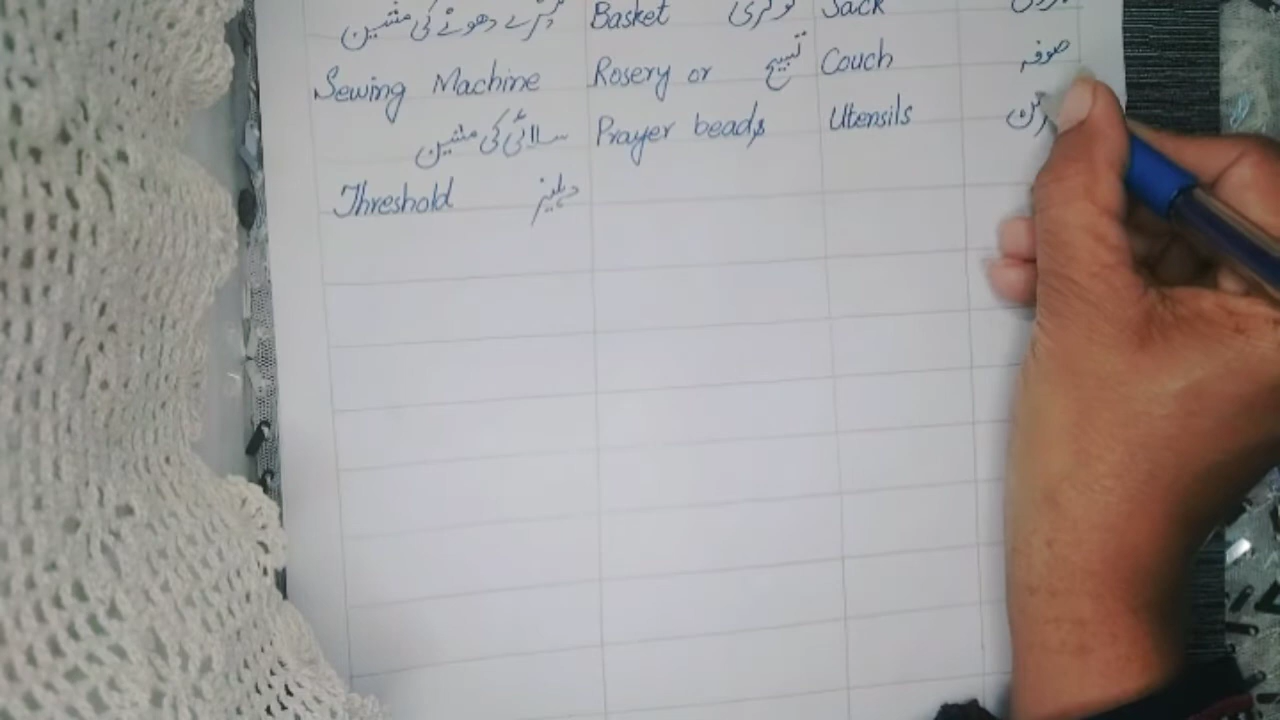 کپڑے دھونے کی مشین Basket ٹوکری Sack
Sewing Machine Rosery or تسبیح Couch صوفہ
سلائی کی مشین Prayer beads Utensils
Threshold دہلیز